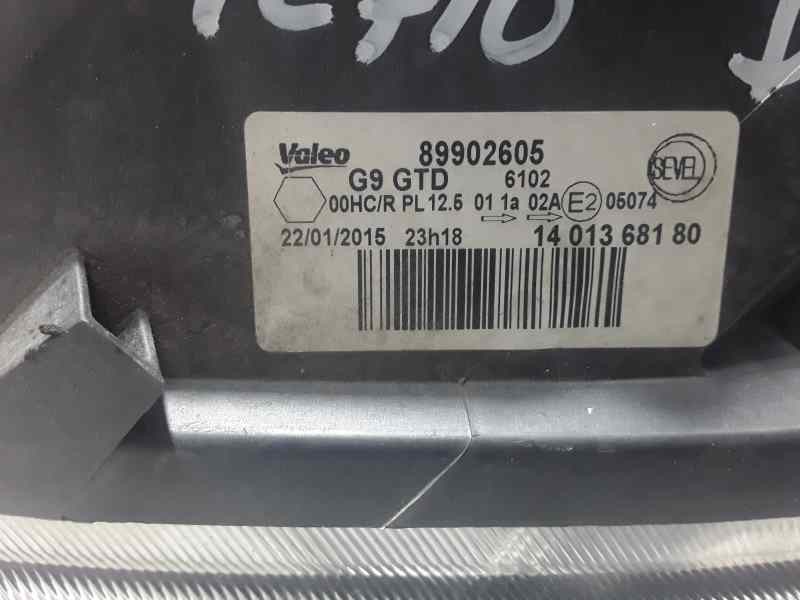 Valeo 89902605
G9 GTD 6102 SEVEL
00HC/R PL 12.5 01 1a 02A E2 05074
22/01/2015 23h18 14 013 681 80